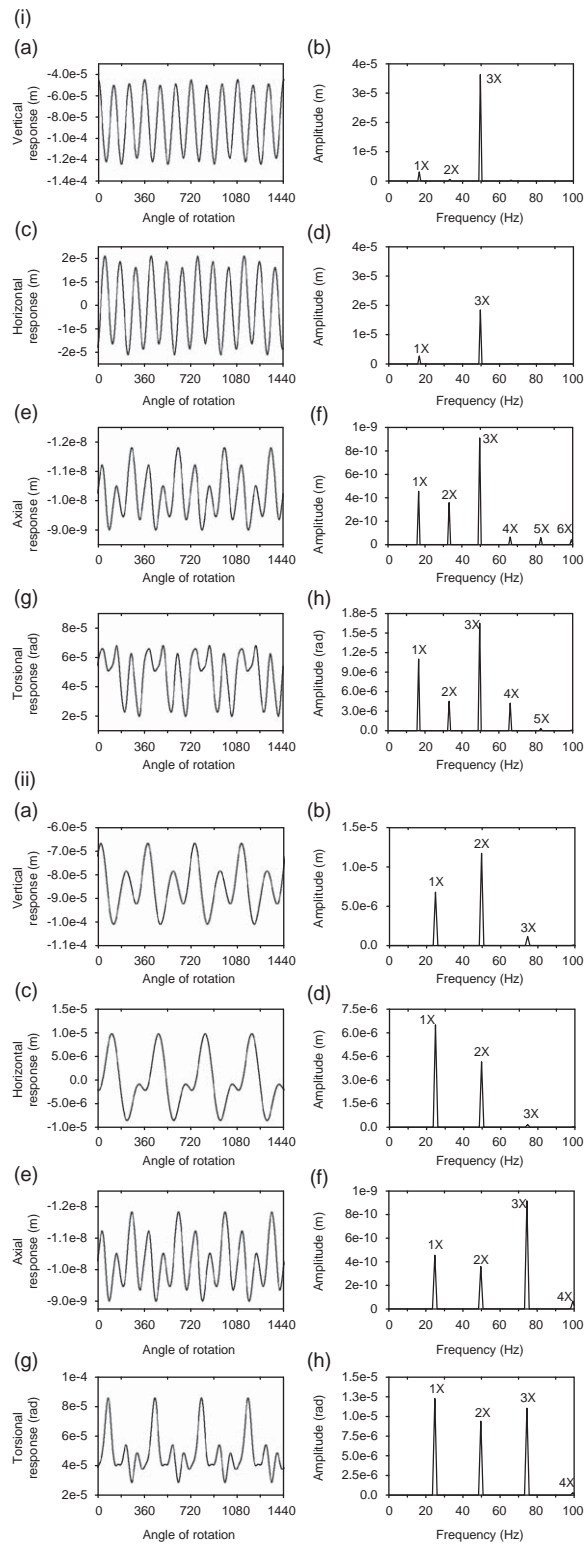 (i)
(a)
Vertical
response (m)
-4.0e-5
-6.0e-5
-8.0e-5
-1.0e-4
-1.2e-4
-1.4e-4
0 360 720 1080 1440
Angle of rotation
(b)
Amplitude (m)
4e-5
3e-5
2e-5
1e-5
0
1X 2X 3X
0 20 40 60 80 100
Frequency (Hz)
(c)
Horizontal
response (m)
2e-5
1e-5
0
-1e-5
-2e-5
0 360 720 1080 1440
Angle of rotation
(d)
Amplitude (m)
4e-5
3e-5
2e-5
1e-5
0
1X 3X
0 20 40 60 80 100
Frequency (Hz)
(e)
Axial
response (m)
-1.2e-8
-1.1e-8
-1.0e-8
-9.0e-9
0 360 720 1080 1440
Angle of rotation
(f)
Amplitude (m)
1e-9
8e-10
6e-10
4e-10
2e-10
0
1X 2X 3X 4X 5X 6X
0 20 40 60 80 100
Frequency (Hz)
(g)
Torsional
response (rad)
8e-5
6e-5
4e-5
2e-5
0 360 720 1080 1440
Angle of rotation
(h)
Amplitude (rad)
1.8e-5
1.5e-5
1.2e-5
9.0e-6
6.0e-6
3.0e-6
0.0
1X 2X 3X 4X 5X
0 20 40 60 80 100
Frequency (Hz)
(ii)
(a)
Vertical
response (m)
-6.0e-5
-7.0e-5
-8.0e-5
-9.0e-5
-1.0e-4
-1.1e-4
0 360 720 1080 1440
Angle of rotation
(b)
Amplitude (m)
1.5e-5
1.0e-5
5.0e-6
0.0
1X 2X 3X
0 20 40 60 80 100
Frequency (Hz)
(c)
Horizontal
response (m)
1.5e-5
1.0e-5
5.0e-6
0.0
-5.0e-6
-1.0e-5
0 360 720 1080 1440
Angle of rotation
(d)
Amplitude (m)
7.5e-6
6.0e-6
4.5e-6
3.0e-6
1.5e-6
0.0
1X 2X 3X
0 20 40 60 80 100
Frequency (Hz)
(e)
Axial
response (m)
-1.2e-8
-1.1e-8
-1.0e-8
-9.0e-9
0 360 720 1080 1440
Angle of rotation
(f)
Amplitude (m)
1e-9
8e-10
6e-10
4e-10
2e-10
0
1X 2X 3X 4X
0 20 40 60 80 100
Frequency (Hz)
(g)
Torsional
response (rad)
1e-4
8e-5
6e-5
4e-5
2e-5
0 360 720 1080 1440
Angle of rotation
(h)
Amplitude (rad)
1.5e-5
1.3e-5
1.0e-5
7.5e-6
5.0e-6
2.5e-6
0.0
1X 2X 3X 4X
0 20 40 60 80 100
Frequency (Hz)